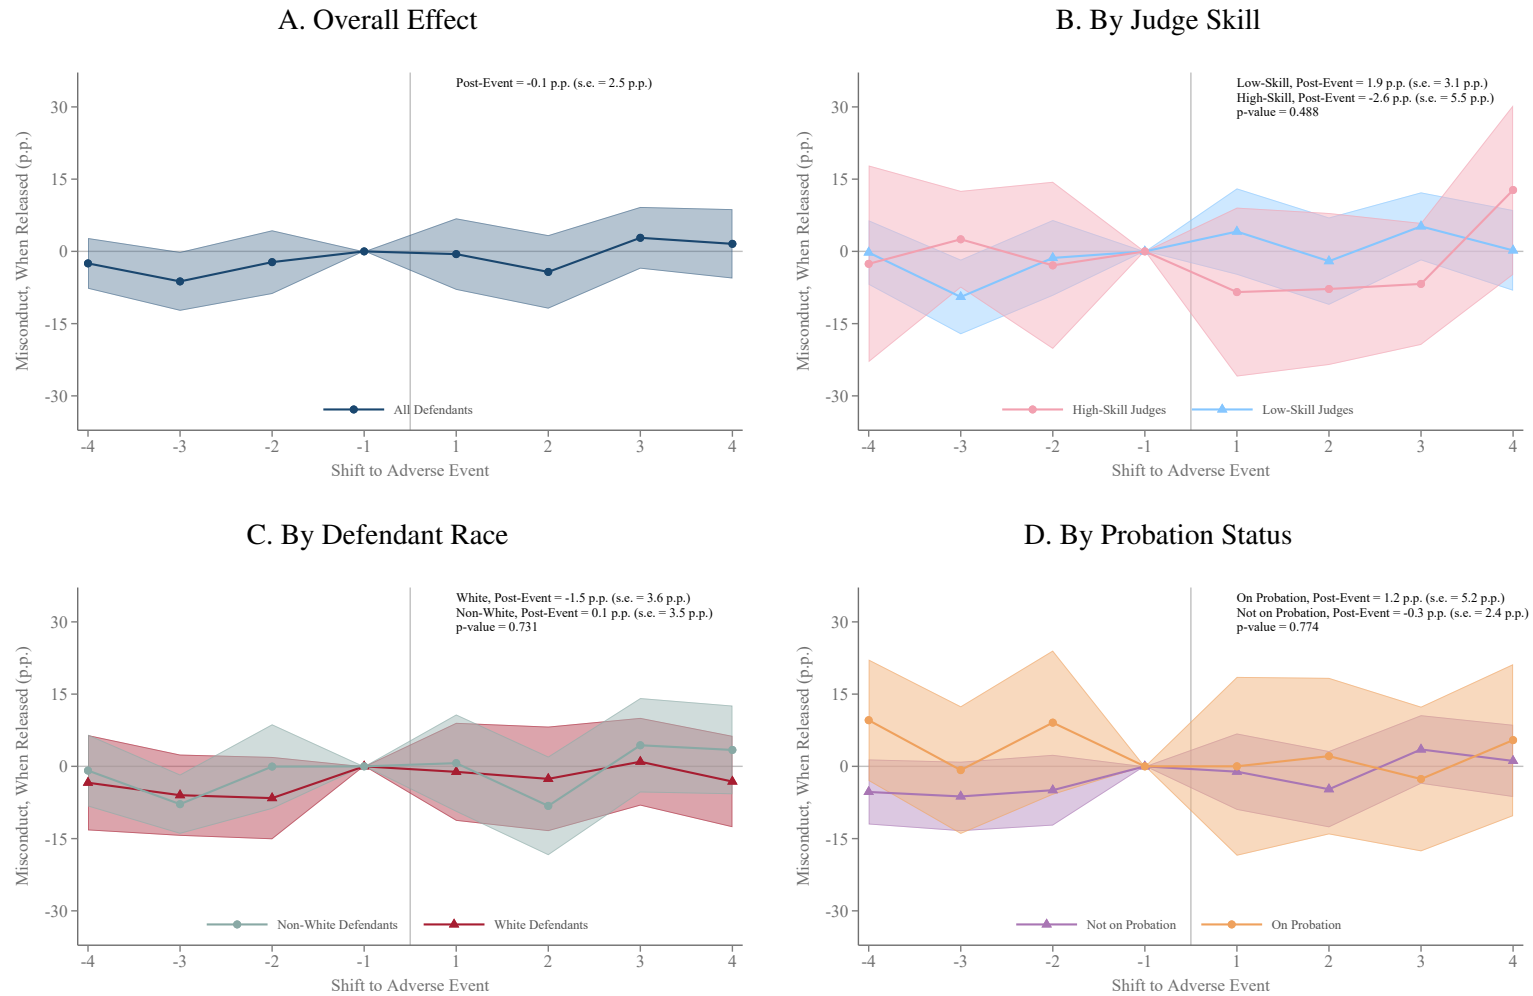 A. Overall Effect
Post-Event = -0.1 p.p. (s.e. = 2.5 p.p.)
Misconduct, When Released (p.p.)
30
15
0
-15
-30
All Defendants
-4 -3 -2 -1 1 2 3 4
Shift to Adverse Event
B. By Judge Skill
Low-Skill, Post-Event = 1.9 p.p. (s.e. = 3.1 p.p.)
High-Skill, Post-Event = -2.6 p.p. (s.e. = 5.5 p.p.)
p-value = 0.488
Misconduct, When Released (p.p.)
30
15
0
-15
-30
High-Skill Judges Low-Skill Judges
-4 -3 -2 -1 1 2 3 4
Shift to Adverse Event
C. By Defendant Race
White, Post-Event = -1.5 p.p. (s.e. = 3.6 p.p.)
Non-White, Post-Event = 0.1 p.p. (s.e. = 3.5 p.p.)
p-value = 0.731
Misconduct, When Released (p.p.)
30
15
0
-15
-30
Non-White Defendants White Defendants
-4 -3 -2 -1 1 2 3 4
Shift to Adverse Event
D. By Probation Status
On Probation, Post-Event = 1.2 p.p. (s.e. = 5.2 p.p.)
Not on Probation, Post-Event = -0.3 p.p. (s.e. = 2.4 p.p.)
p-value = 0.774
Misconduct, When Released (p.p.)
30
15
0
-15
-30
Not on Probation On Probation
-4 -3 -2 -1 1 2 3 4
Shift to Adverse Event